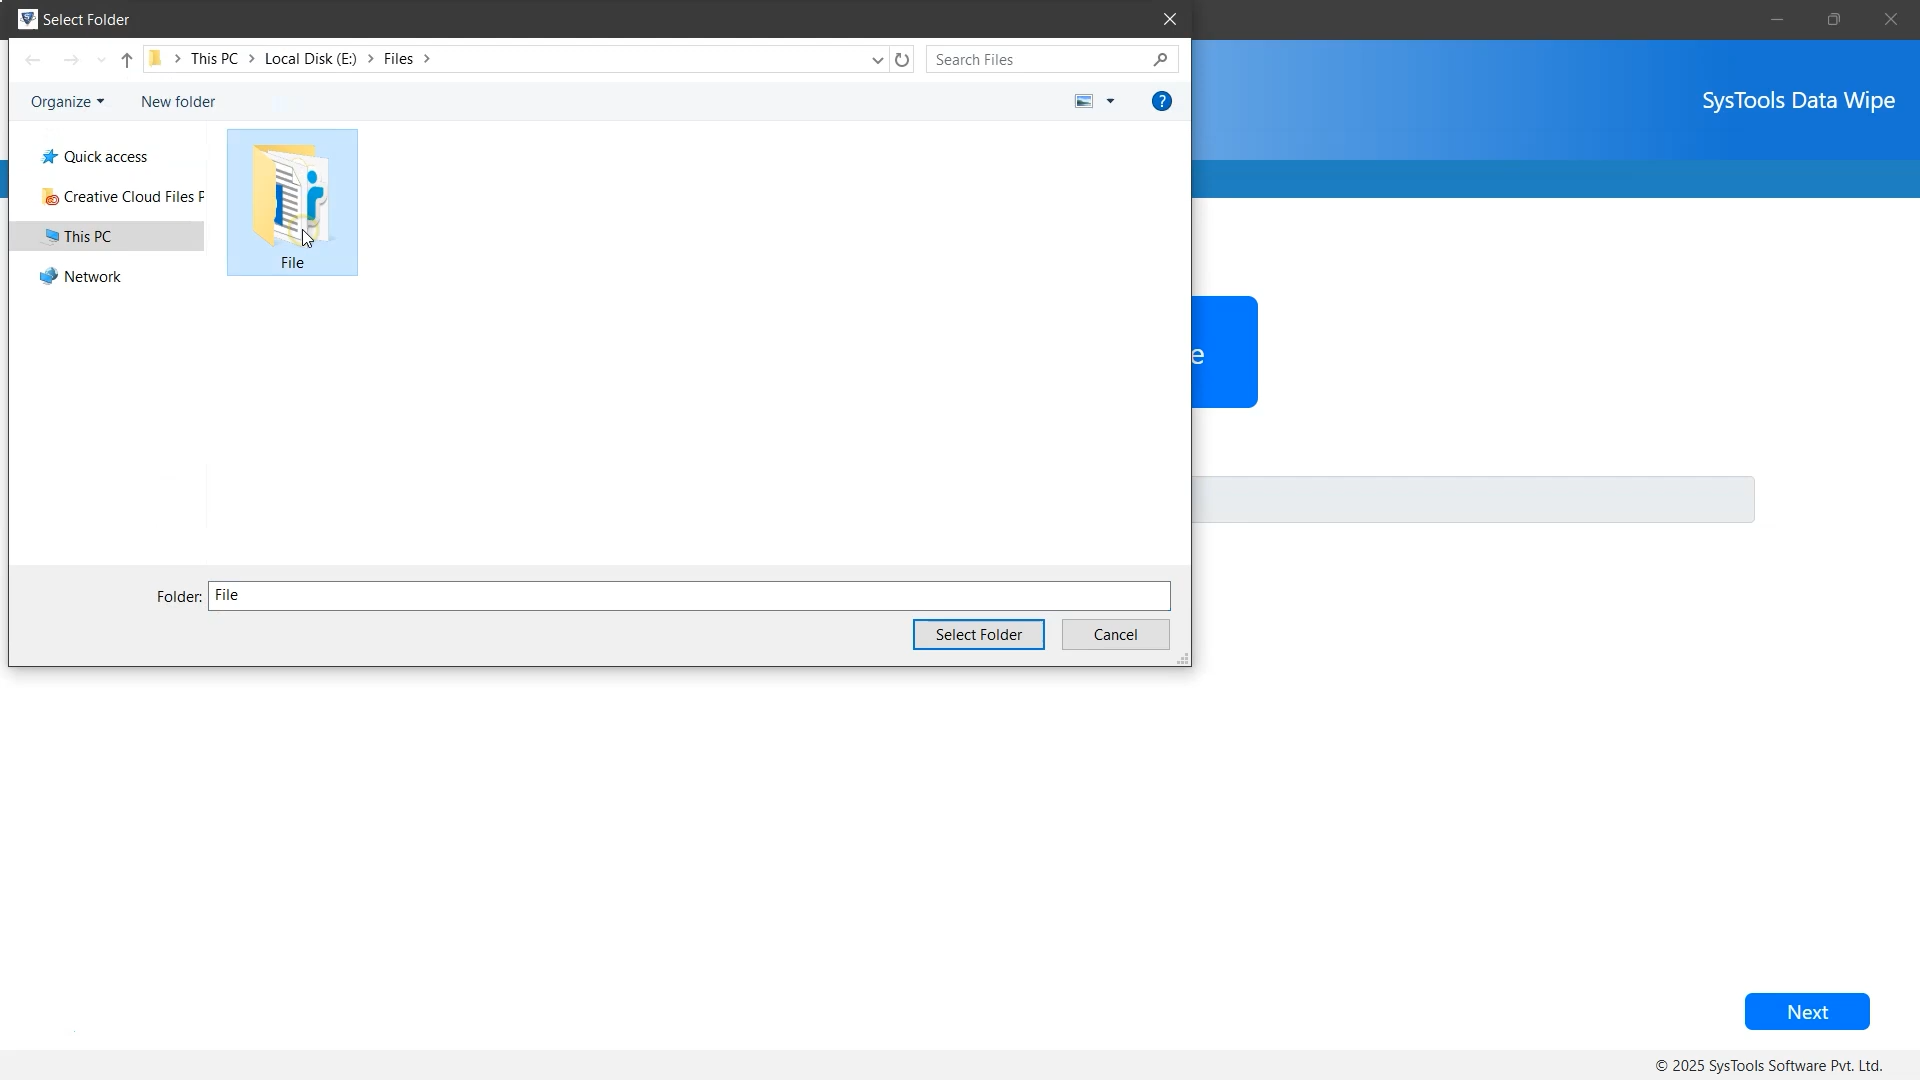 Select Folder
This PC > Local Disk (E:) > Files >
Search Files
Organize
New folder
?
SysTools Data Wipe
Quick access
Creative Cloud Files P
This PC
Network
File
e
Folder: File
Select Folder
Cancel
Next
© 2025 SysTools Software Pvt. Ltd.